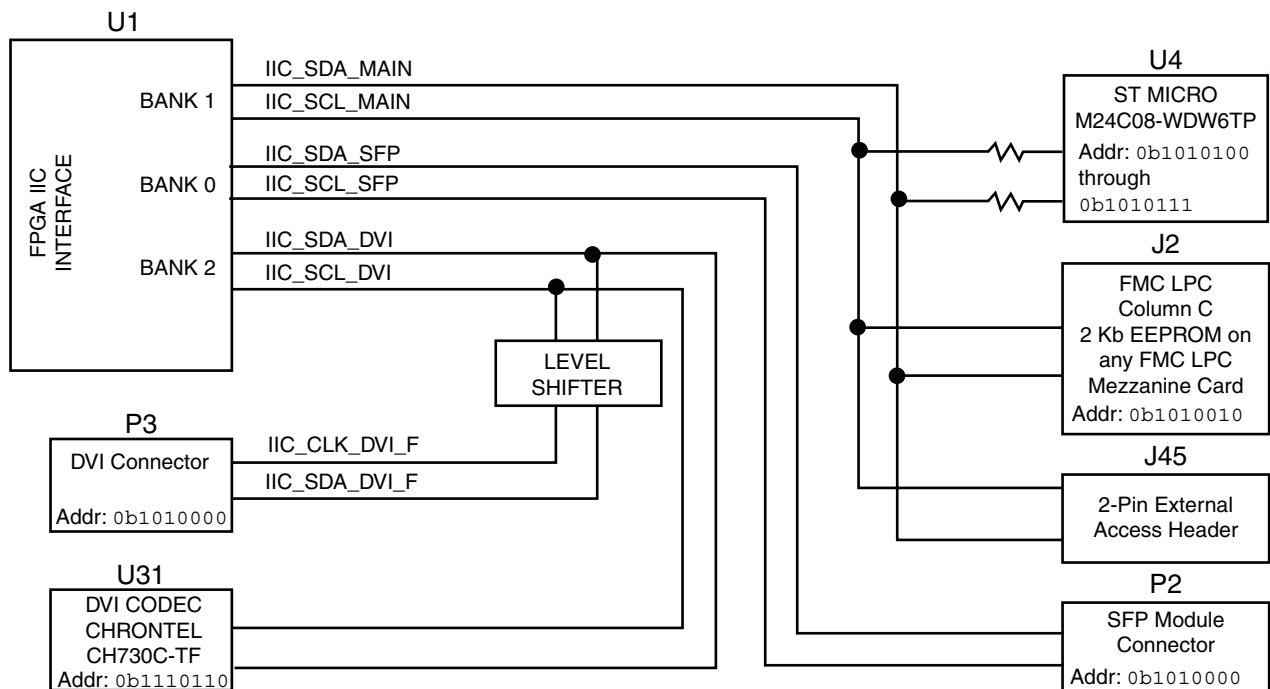 U1
FPGA IIC
INTERFACE
BANK 1
BANK 0
BANK 2
IIC_SDA_MAIN
IIC_SCL_MAIN
IIC_SDA_SFP
IIC_SCL_SFP
IIC_SDA_DVI
IIC_SCL_DVI
LEVEL
SHIFTER
P3
DVI Connector
Addr: 0b1010000
IIC_CLK_DVI_F
IIC_SDA_DVI_F
U31
DVI CODEC
CHRONTEL
CH730C-TF
Addr: 0b1110110
U4
ST MICRO
M24C08-WDW6TP
Addr: 0b1010100
through
0b1010111
J2
FMC LPC
Column C
2 Kb EEPROM on
any FMC LPC
Mezzanine Card
Addr: 0b1010010
J45
2-Pin External
Access Header
P2
SFP Module
Connector
Addr: 0b1010000